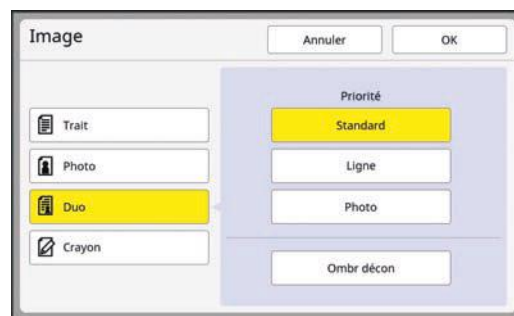 Image
Annuler
OK
Trait
Photo
Duo
Crayon
Priorité
Standard
Ligne
Photo
Ombr décon